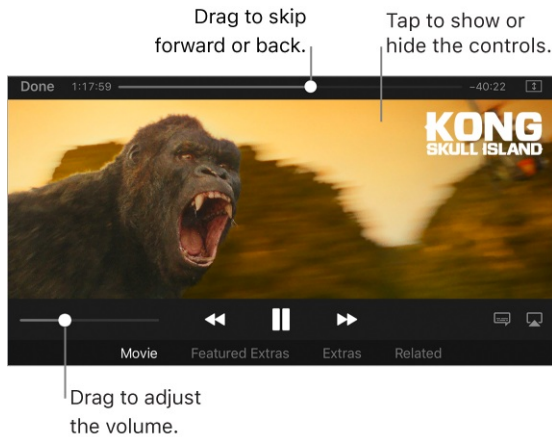 Drag to skip
forward or back.
Tap to show or
hide the controls.
Done 1:17:59 -40:22
KONG
SKULL ISLAND
Movie Featured Extras Extras Related
Drag to adjust
the volume.